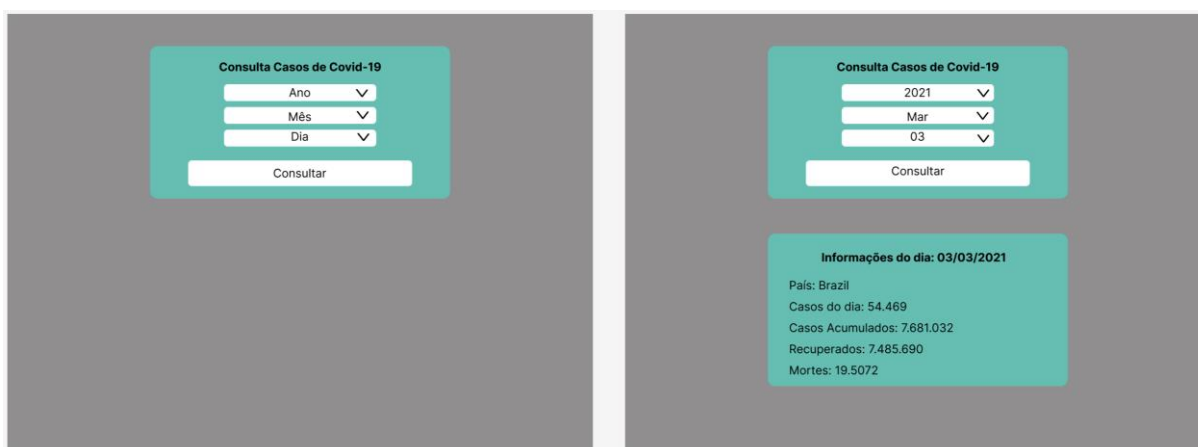 Consulta Casos de Covid-19
Ano
Mês
Dia
Consultar
Consulta Casos de Covid-19
2021
Mar
03
Consultar
Informações do dia: 03/03/2021
País: Brazil
Casos do dia: 54.469
Casos Acumulados: 7.681.032
Recuperados: 7.485.690
Mortes: 19.5072